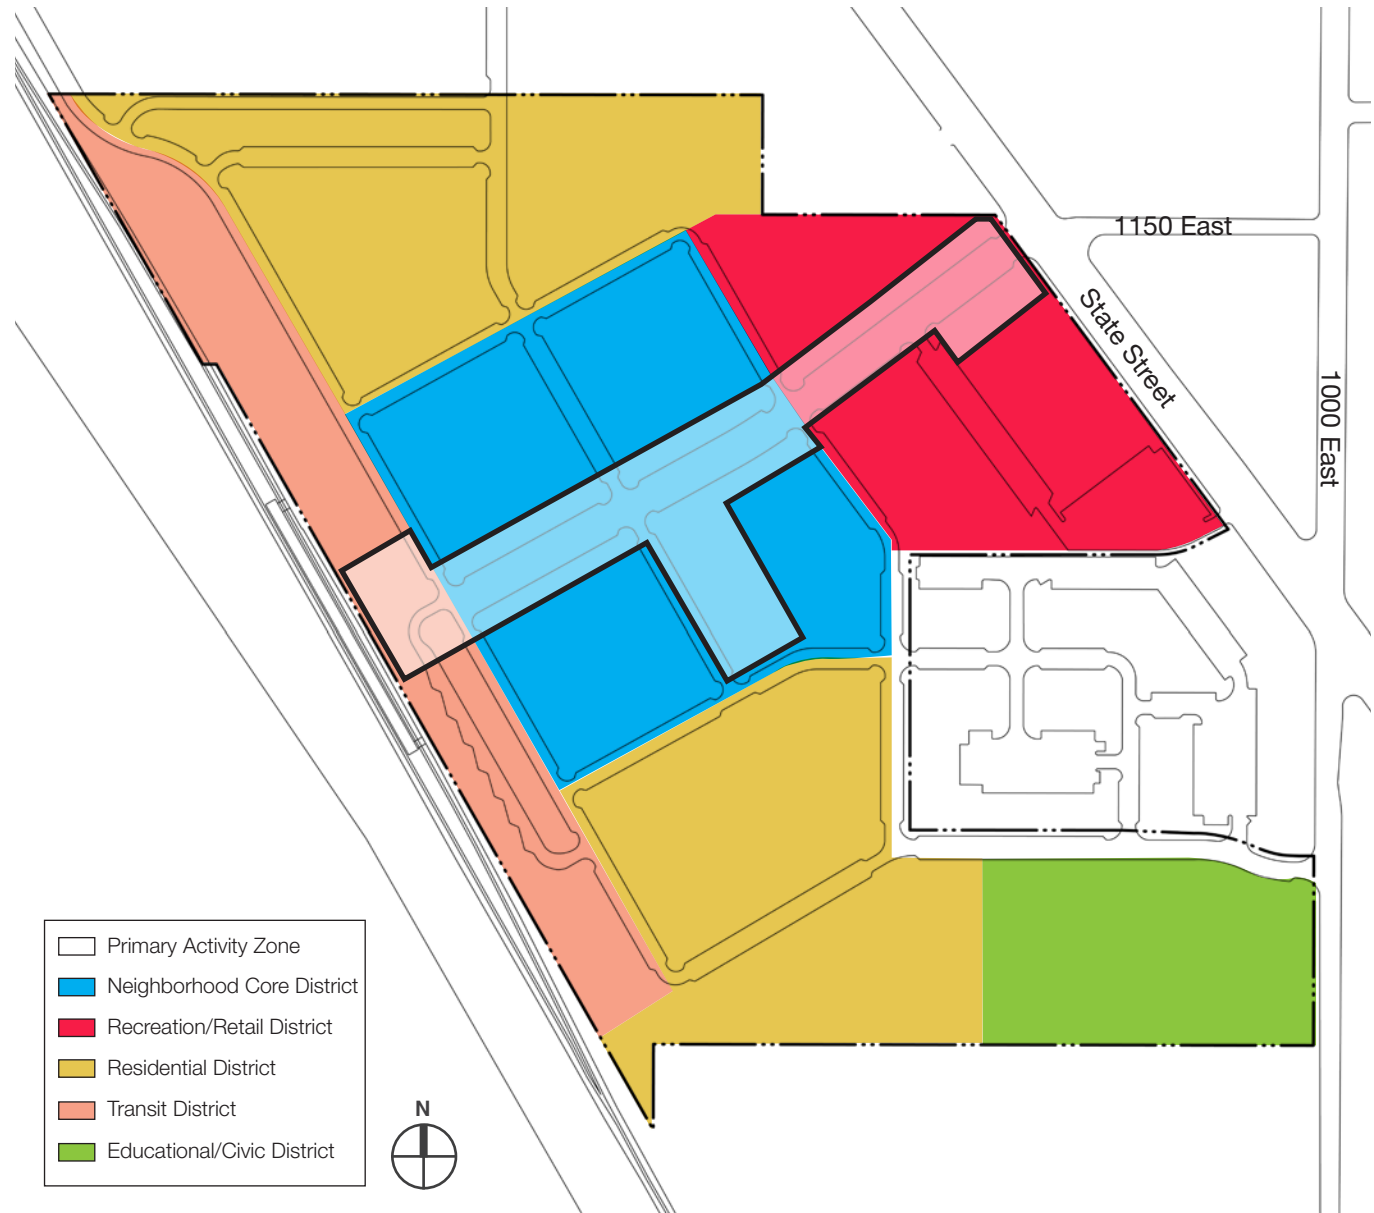 1150 East
State Street
1000 East
Primary Activity Zone
Neighborhood Core District
Recreation/Retail District
Residential District
Transit District
Educational/Civic District
N